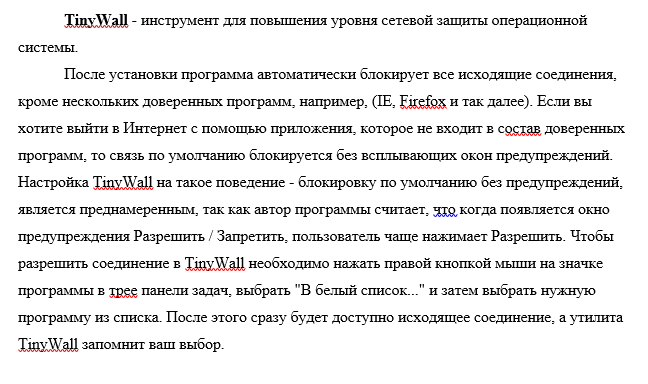 TinyWall - инструмент для повышения уровня сетевой защиты операционной
системы.
После установки программа автоматически блокирует все исходящие соединения,
кроме нескольких доверенных программ, например, (IE, Firefox и так далее). Если вы
хотите выйти в Интернет с помощью приложения, которое не входит в состав доверенных
программ, то связь по умолчанию блокируется без всплывающих окон предупреждений.
Настройка TinyWall на такое поведение - блокировку по умолчанию без предупреждений,
является преднамеренным, так как автор программы считает, что когда появляется окно
предупреждения Разрешить / Запретить, пользователь чаще нажимает Разрешить. Чтобы
разрешить соединение в TinyWall необходимо нажать правой кнопкой мыши на значке
программы в трее панели задач, выбрать "В белый список..." и затем выбрать нужную
программу из списка. После этого сразу будет доступно исходящее соединение, а утилита
TinyWall запомнит ваш выбор.